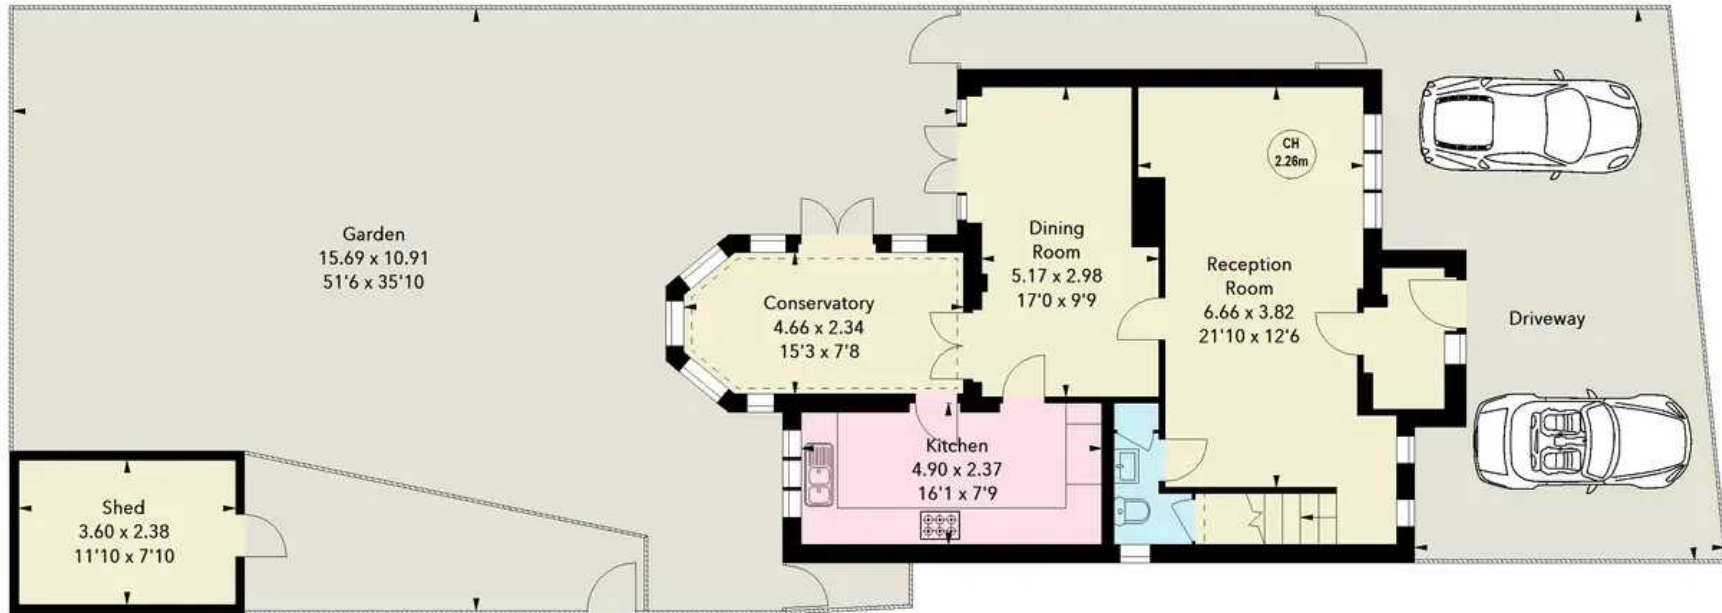 Garden
15.69 x 10.91
51'6 x 35'10
Conservatory
4.66 x 2.34
15'3 x 7'8
Dining
Room
5.17 x 2.98
17'0 x 9'9
CH
2.26m
Reception
Room
6.66 x 3.82
21'10 x 12'6
Driveway
Kitchen
4.90 x 2.37
16'1 x 7'9
Shed
3.60 x 2.38
11'10 x 7'10